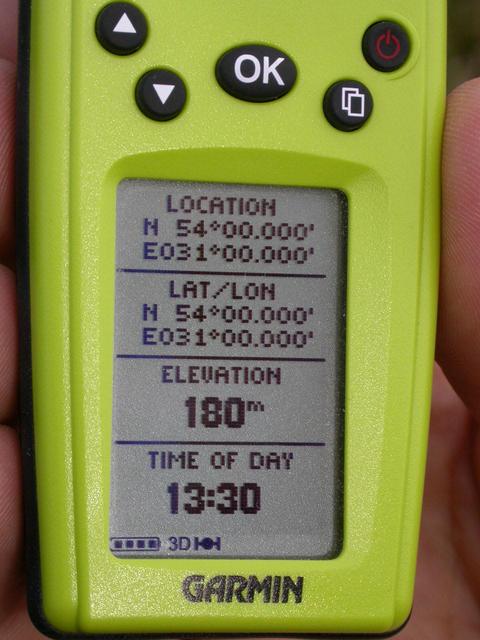 OK
LOCATION
N 54°00.000'
E031°00.000'
LAT/LON
N 54°00.000'
E031°00.000'
ELEVATION
180m
TIME OF DAY
13:30
3D
GARMIN